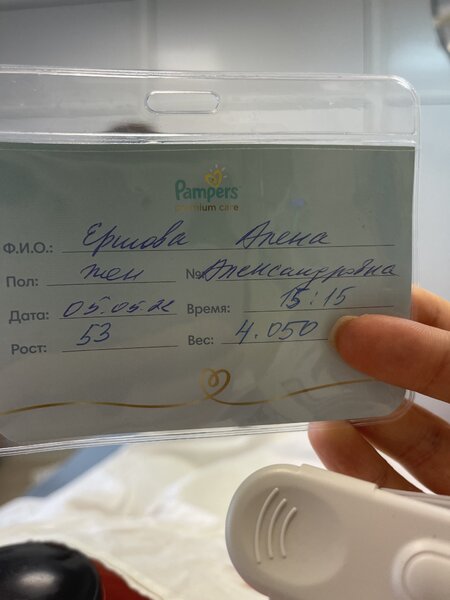 Pampers
premium care
Ф.И.О.: Ершова Алена
Пол: жен № Александровна
Дата: 05.05.22 Время: 15:15
Рост: 53 Вес: 4.050